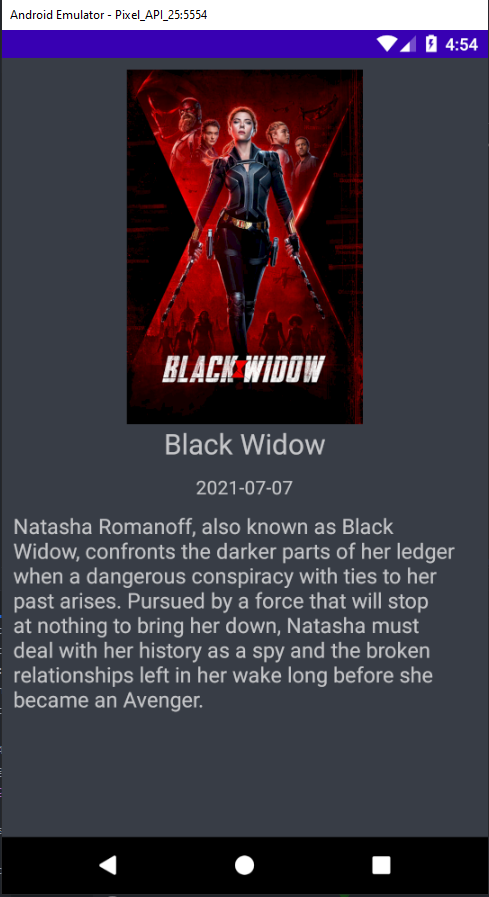 Android Emulator - Pixel_API_25:5554
4:54
BLACK WIDOW
Black Widow
2021-07-07
Natasha Romanoff, also known as Black
Widow, confronts the darker parts of her ledger
when a dangerous conspiracy with ties to her
past arises. Pursued by a force that will stop
at nothing to bring her down, Natasha must
deal with her history as a spy and the broken
relationships left in her wake long before she
became an Avenger.